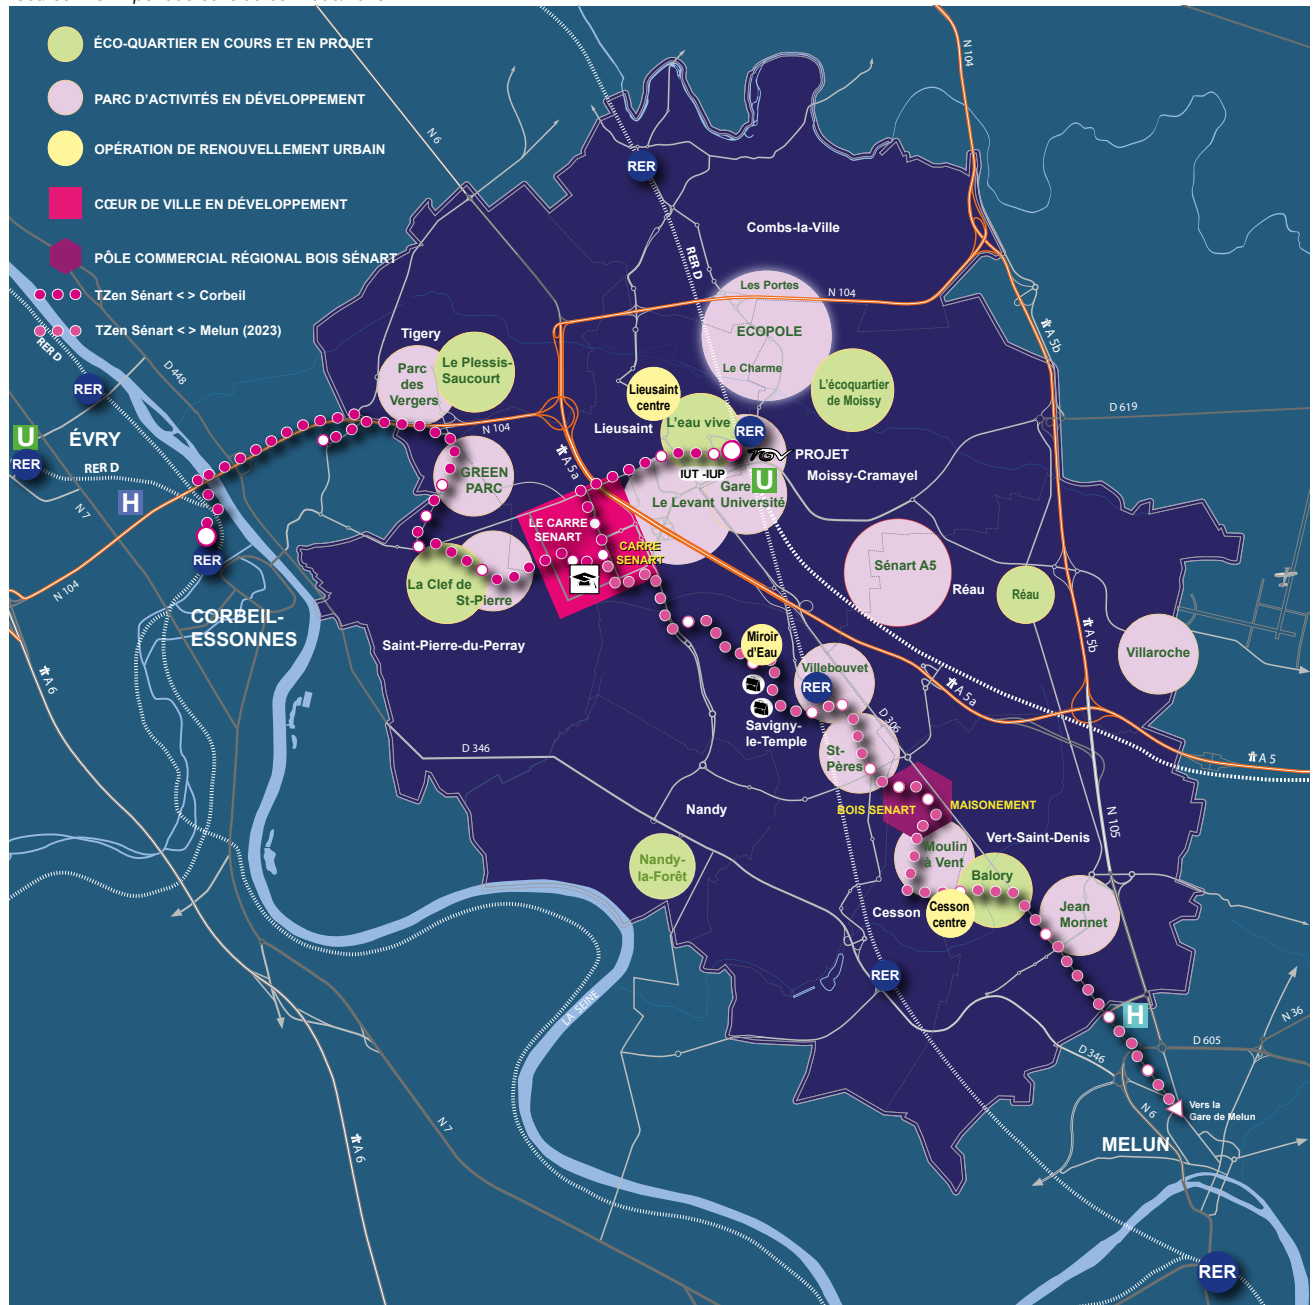 ÉCO-QUARTIER EN COURS ET EN PROJET
PARC D'ACTIVITÉS EN DÉVELOPPEMENT
OPÉRATION DE RENOUVELLEMENT URBAIN
CŒUR DE VILLE EN DÉVELOPPEMENT
PÔLE COMMERCIAL RÉGIONAL BOIS SÉNART
TZen Sénart < > Corbeil
TZen Sénart < > Melun (2023)
N 6
N 104
RER
RER D
Combs-la-Ville
Les Portes
N 104
ECOPOLE
Le Charme
A 5b
Tigery
Parc
des
Vergers
Le Plessis-
Saucourt
Lieusaint
centre
L'écoquartier
de Moissy
D 619
RER D
D 448
RER
U
ÉVRY
RER
RER D
H
N 7
N 104
Lieusaint
L'eau vive
RER
TGV PROJET
A 5a
GREEN
PARC
IUT -IUP
U
Moissy-Cramayel
Le Levant
Gare
Université
LE CARRE
SENART
CARRE
SENART
RER
N 104
CORBEIL-
ESSONNES
La Clef de
St-Pierre
Saint-Pierre-du-Perray
Sénart A5
Réau
Réau
A 5b
Villaroche
Miroir
d'Eau
Villebouvet
RER
A 5a
D 306
Savigny-
le-Temple
A 6
D 346
St-
Pères
A 5
Nandy
BOIS SENART
MAISONEMENT
N 105
Vert-Saint-Denis
Moulin
à Vent
Nandy-
la-Forêt
Balory
Cesson
Cesson
centre
Jean
Monnet
RER
LA SEINE
H
N 36
D 605
D 346
N 6
Vers la
Gare de Melun
MELUN
N 7
A 6
RER